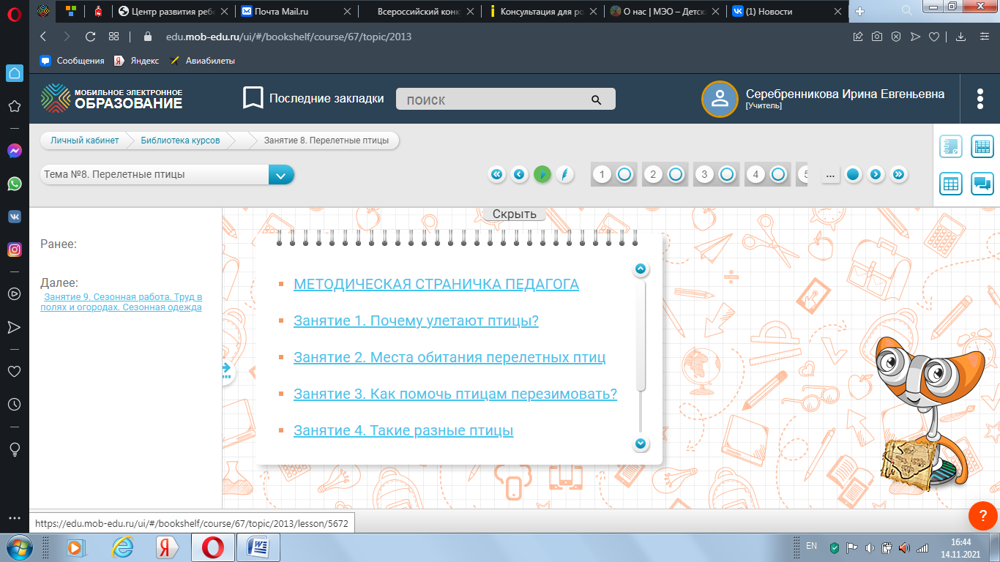 Центр развития ребе
Почта Mail.ru
Всероссийский кон
Консультация для ро
О нас | МЭО – Детск
(1) Новости
edu.mob-edu.ru/ui/#/bookshelf/course/67/topic/2013
Сообщения
Яндекс
Авиабилеты
МОБИЛЬНОЕ ЭЛЕКТРОННОЕ
ОБРАЗОВАНИЕ
Последние закладки
поиск
Серебренникова Ирина Евгеньевна
[Учитель]
Личный кабинет
Библиотека курсов
Занятие 8. Перелетные птицы
Тема №8. Перелетные птицы
1
2
3
4
5
...
Скрыть
Ранее:
Далее:
Занятие 9. Сезонная работа. Труд в
полях и огородах. Сезонная одежда
МЕТОДИЧЕСКАЯ СТРАНИЧКА ПЕДАГОГА
Занятие 1. Почему улетают птицы?
Занятие 2. Места обитания перелетных птиц
Занятие 3. Как помочь птицам перезимовать?
Занятие 4. Такие разные птицы
?
https://edu.mob-edu.ru/ui/#/bookshelf/course/67/topic/2013/lesson/5672
EN
16:44
14.11.2021